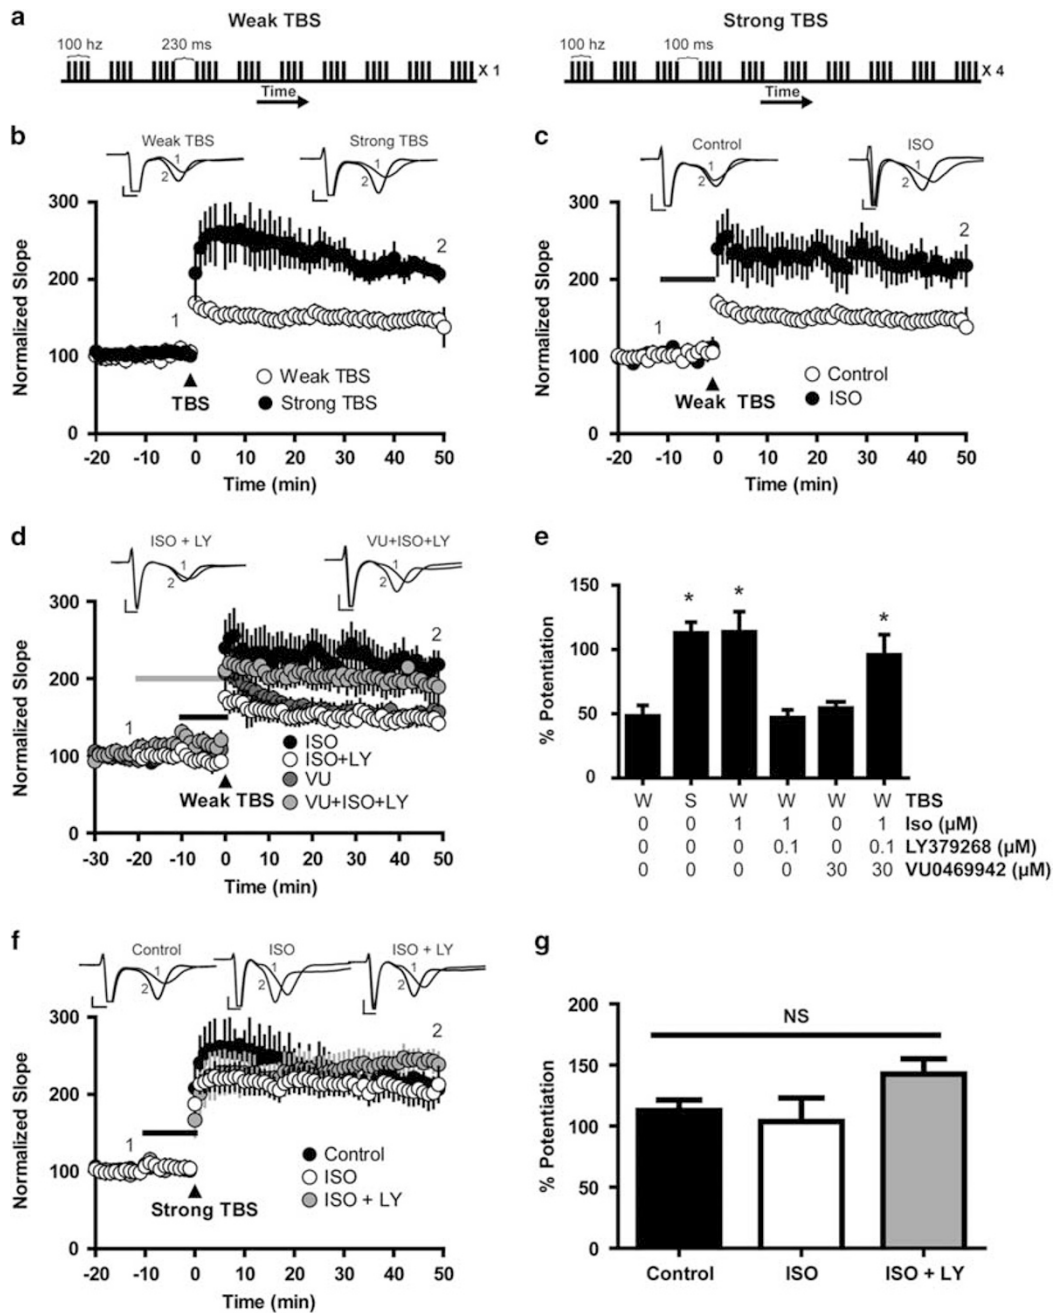 a
Weak TBS
Strong TBS
100 hz
230 ms
X 1
Time
100 hz
100 ms
X 4
Time
b
Weak TBS
Strong TBS
1
2
1
2
Normalized Slope
300
200
100
0
1
2
Weak TBS
Strong TBS
TBS
-20 -10 0 10 20 30 40 50
Time (min)
c
Control
ISO
1
2
1
2
Normalized Slope
300
200
100
0
1
2
Control
ISO
Weak TBS
-20 -10 0 10 20 30 40 50
Time (min)
d
ISO + LY
VU+ISO+LY
1
2
1
2
Normalized Slope
300
200
100
0
1
2
ISO
ISO+LY
VU
VU+ISO+LY
Weak TBS
-30 -20 -10 0 10 20 30 40 50
Time (min)
e
% Potentiation
150
100
50
0
* * *
W S W W W W TBS
0 0 1 1 0 1 Iso (µM)
0 0 0 0.1 0 0.1 LY379268 (µM)
0 0 0 0 30 30 VU0469942 (µM)
f
Control
ISO
ISO + LY
1
2
1
2
1
2
Normalized Slope
300
200
100
0
1
2
Control
ISO
ISO + LY
Strong TBS
-20 -10 0 10 20 30 40 50
Time (min)
g
% Potentiation
200
150
100
50
0
NS
Control ISO ISO + LY